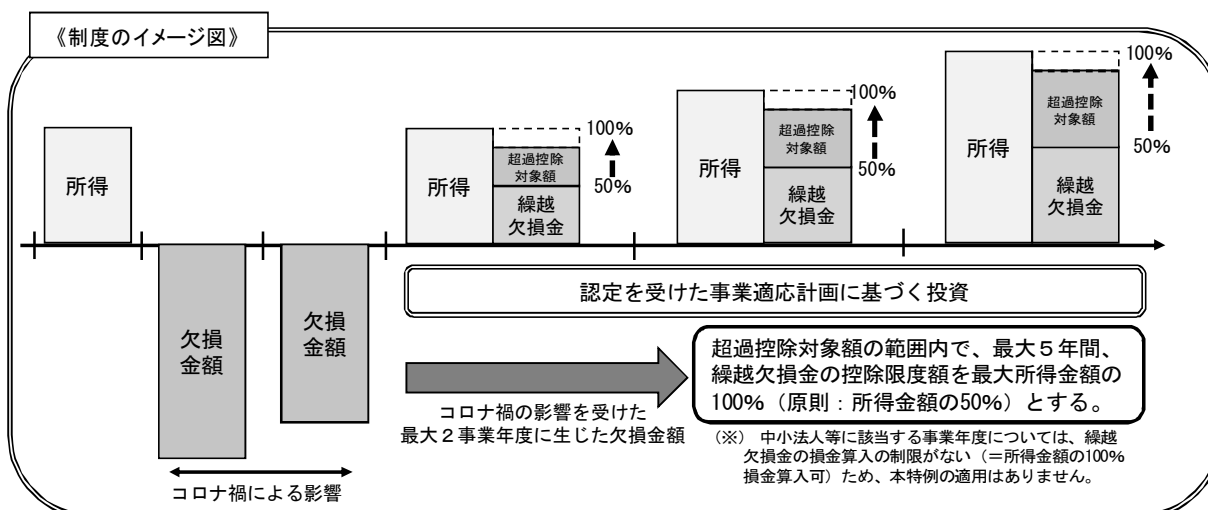 《制度のイメージ図》
所得
欠損
金額
欠損
金額
コロナ禍による影響
所得
100%
超過控除
対象額
50%
繰越
欠損金
所得
100%
超過控除
対象額
50%
繰越
欠損金
所得
100%
超過控除
対象額
50%
繰越
欠損金
認定を受けた事業適応計画に基づく投資
コロナ禍の影響を受けた
最大2事業年度に生じた欠損金額
超過控除対象額の範囲内で、最大5年間、
繰越欠損金の控除限度額を最大所得金額の
100%（原則：所得金額の50%）とする。
（※） 中小法人等に該当する事業年度については、繰越
欠損金の損金算入の制限がない（＝所得金額の100%
損金算入可）ため、本特例の適用はありません。